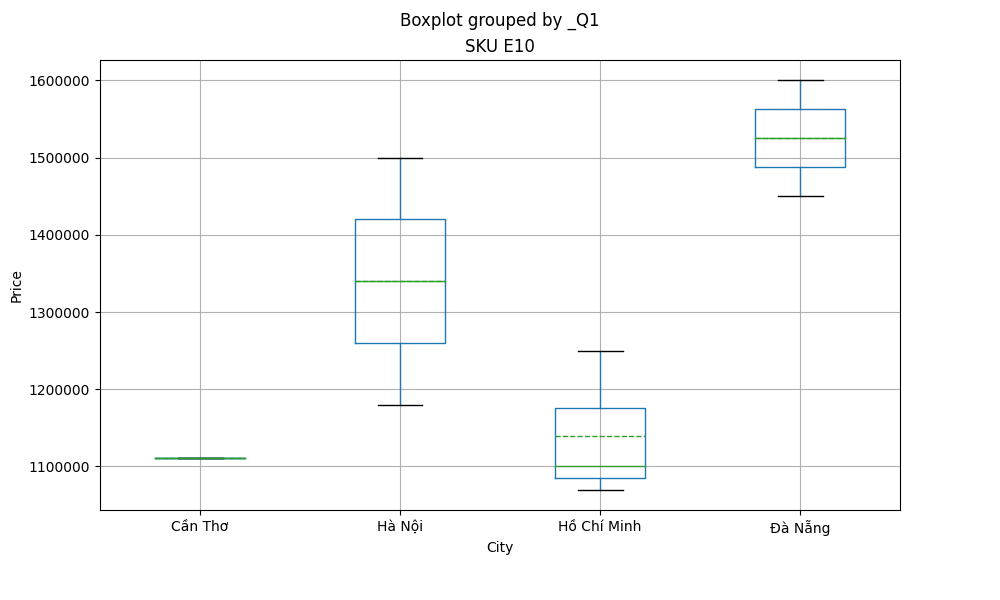 Boxplot grouped by _Q1
SKU E10
1600000
1500000
1400000
1300000
1200000
1100000
Price
Cần Thơ
Hà Nội
Hồ Chí Minh
Đà Nẵng
City